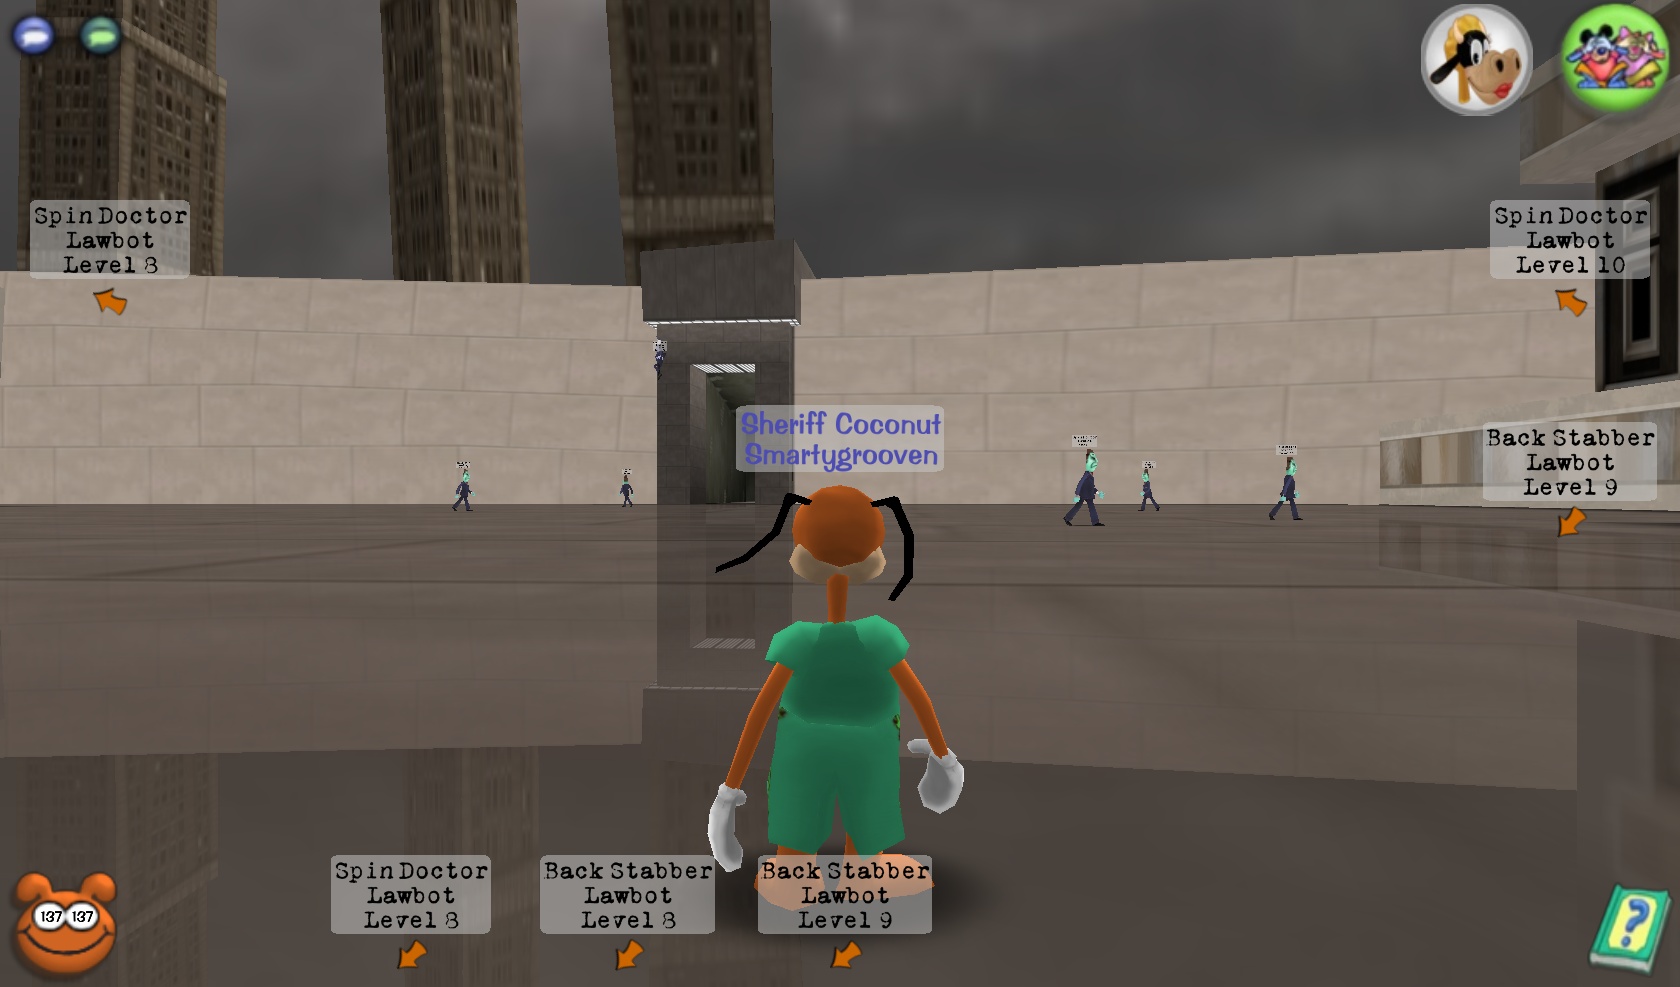 Spin Doctor
Lawbot
Level 8
Spin Doctor
Lawbot
Level 10
Sheriff Coconut
Smartygrooven
Back Stabber
Lawbot
Level 9
137 137
Spin Doctor
Lawbot
Level 8
Back Stabber
Lawbot
Level 8
Back Stabber
Lawbot
Level 9
?